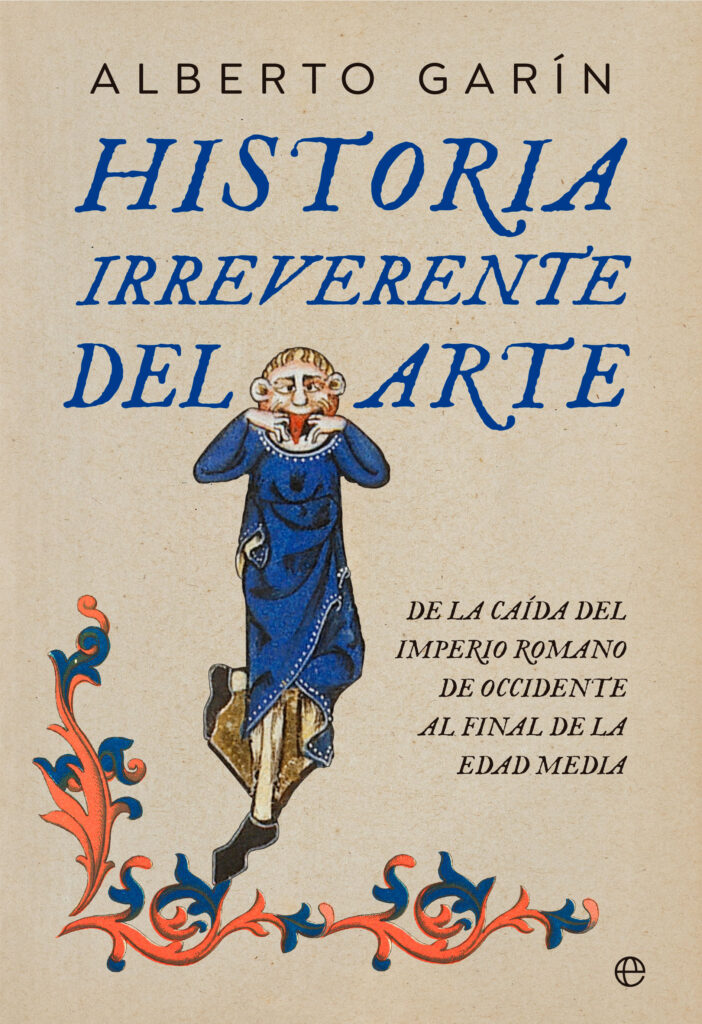 ALBERTO GARÍN
HISTORIA
IRREVERENTE
DEL ARTE
DE LA CAÍDA DEL
IMPERIO ROMANO
DE OCCIDENTE
AL FINAL DE LA
EDAD MEDIA